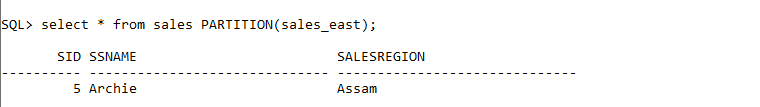 SQL> select * from sales PARTITION(sales_east);
SID SSNAME SALESREGION
---------- ------------------------------ ------------------------------
5 Archie Assam